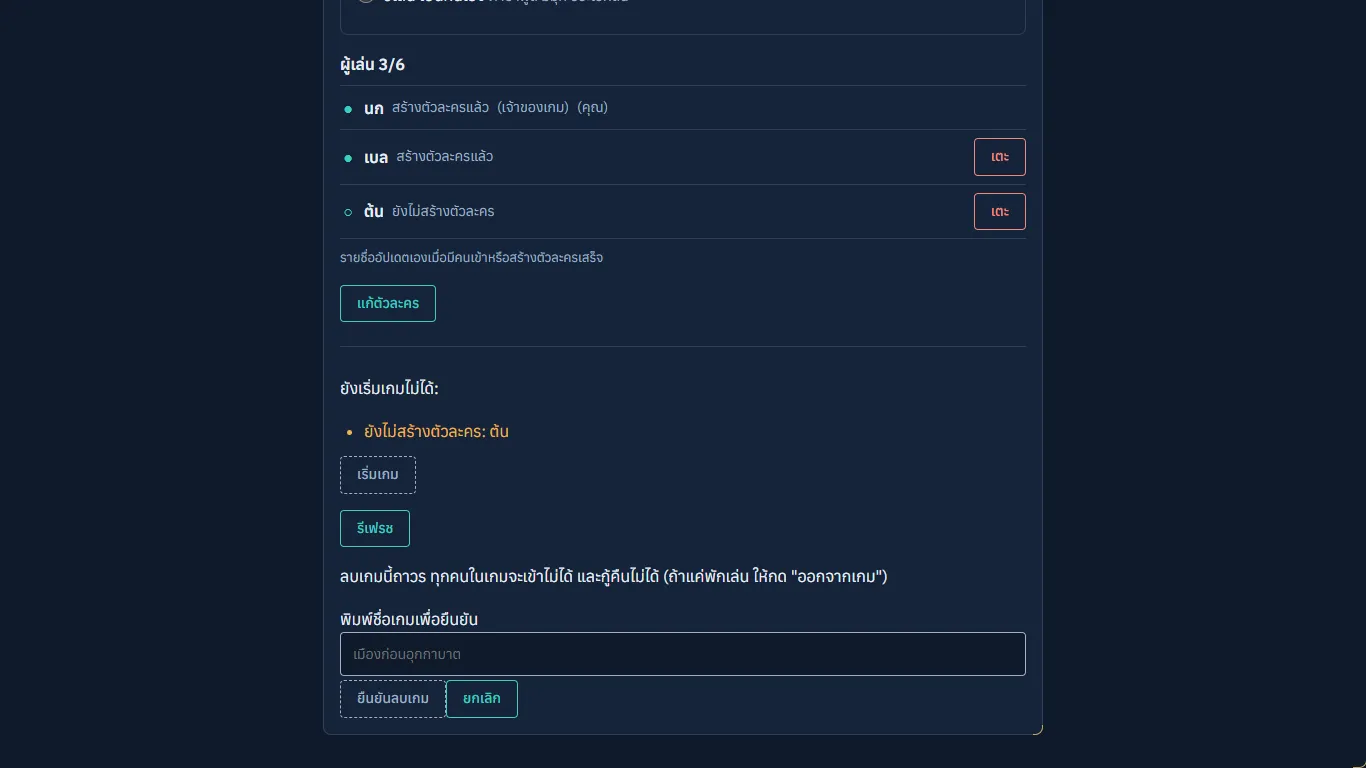 ผู้เล่น 3/6
นก สร้างตัวละครแล้ว (เจ้าของเกม) (คุณ)
เบล สร้างตัวละครแล้ว เตะ
ต้น ยังไม่สร้างตัวละคร เตะ
รายชื่ออัปเดตเองเมื่อมีคนเข้าหรือสร้างตัวละครเสร็จ
แก้ตัวละคร
ยังเริ่มเกมไม่ได้:
ยังไม่สร้างตัวละคร: ต้น
เริ่มเกม
รีเฟรช
ลบเกมนี้ถาวร ทุกคนในเกมจะเข้าไม่ได้ และกู้คืนไม่ได้ (ถ้าแค่พักเล่น ให้กด "ออกจากเกม")
พิมพ์ชื่อเกมเพื่อยืนยัน
เมืองก่อนอุกกาบาต
ยืนยันลบเกม ยกเลิก